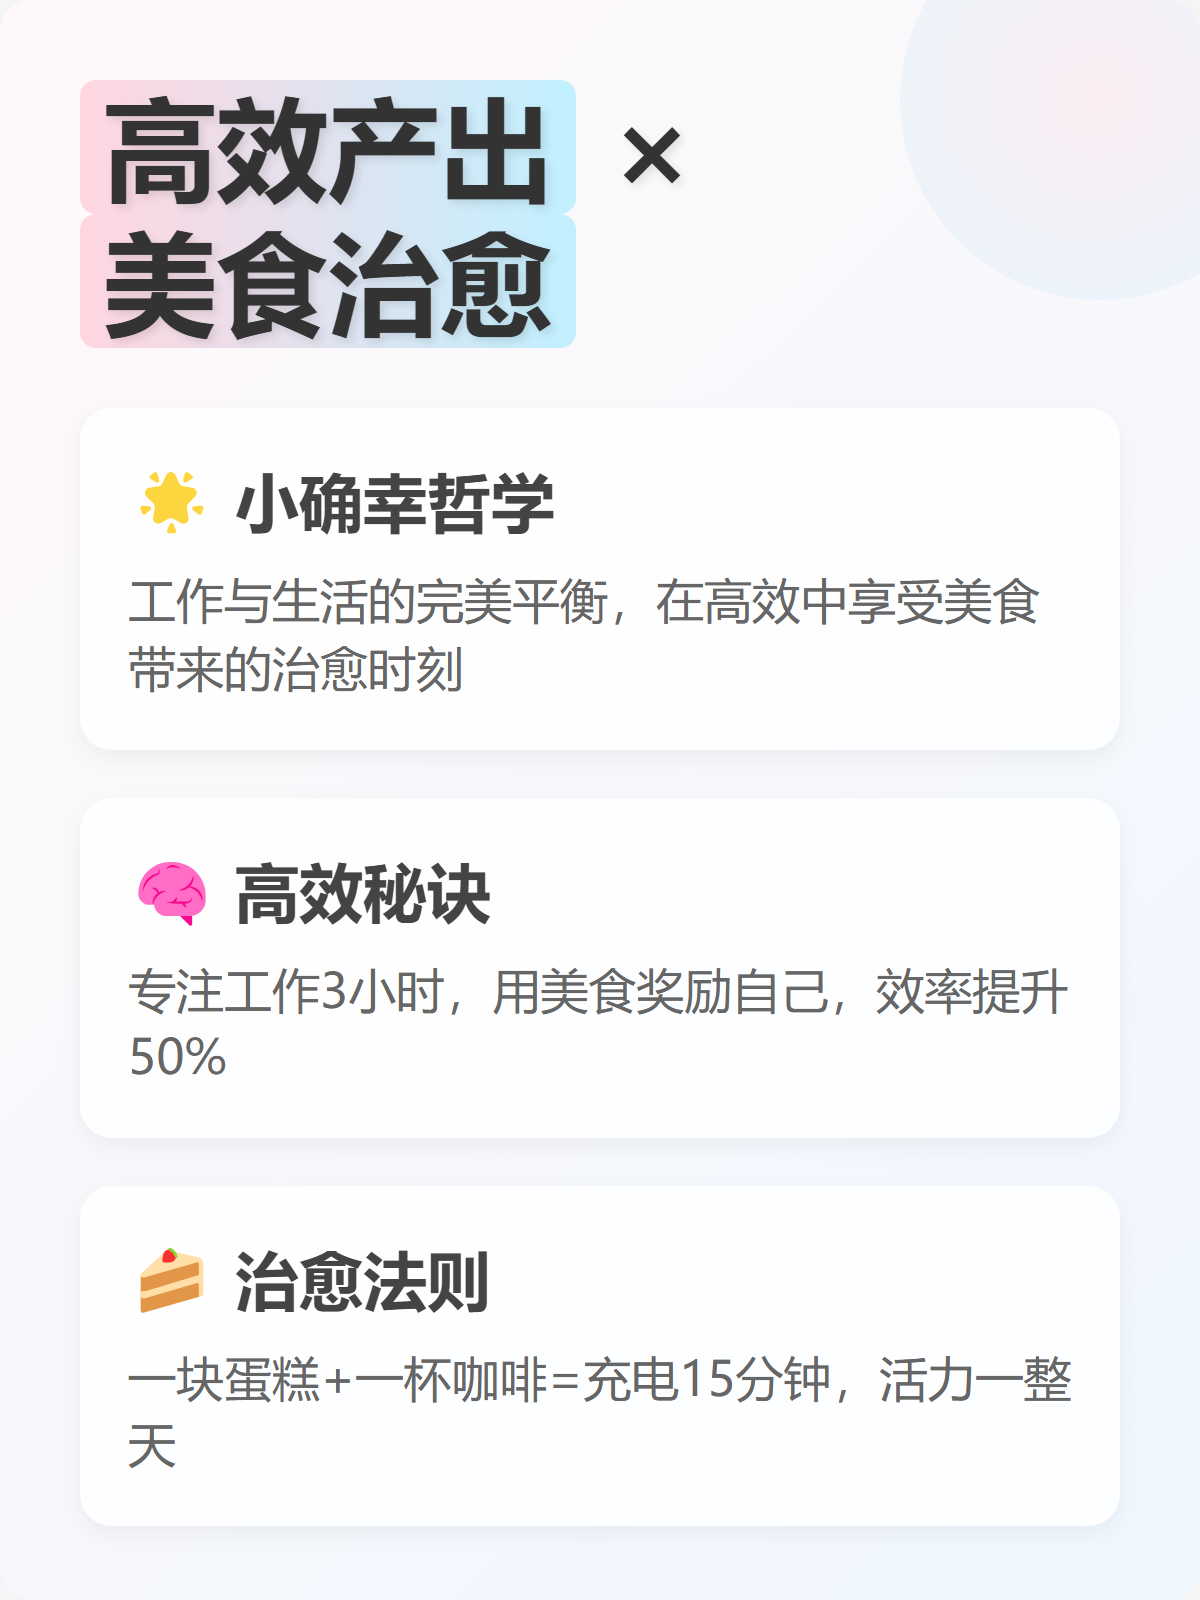 高效产出 ×
美食治愈
🌟 小确幸哲学
工作与生活的完美平衡，在高效中享受美食
带来的治愈时刻
🧠 高效秘诀
专注工作3小时，用美食奖励自己，效率提升
50%
🍰 治愈法则
一块蛋糕+一杯咖啡=充电15分钟，活力一整
天